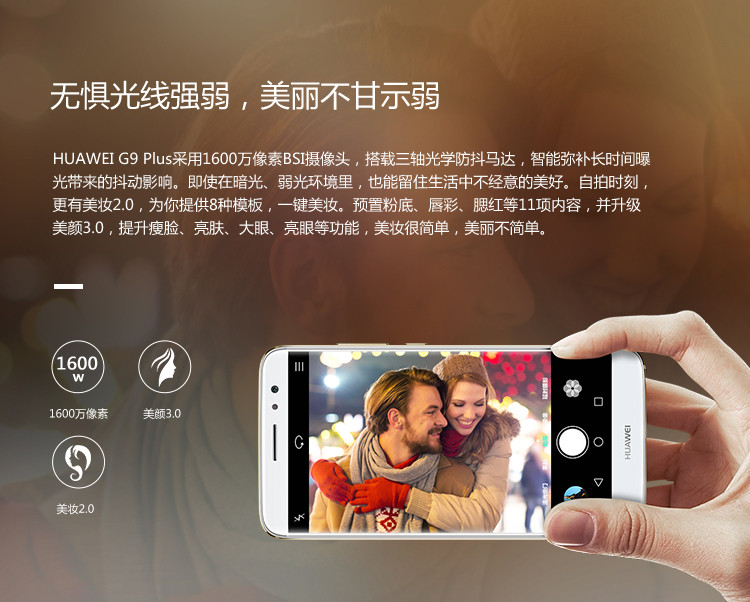 无惧光线强弱，美丽不甘示弱
HUAWEI G9 Plus采用1600万像素BSI摄像头，搭载三轴光学防抖马达，智能弥补长时间曝
光带来的抖动影响。即使在暗光、弱光环境里，也能留住生活中不经意的美好。自拍时刻，
更有美妆2.0，为你提供8种模板，一键美妆。预置粉底、唇彩、腮红等11项内容，并升级
美颜3.0，提升瘦脸、亮肤、大眼、亮眼等功能，美妆很简单，美丽不简单。
1600
w
1600万像素
美颜3.0
美妆2.0
HUAWEI